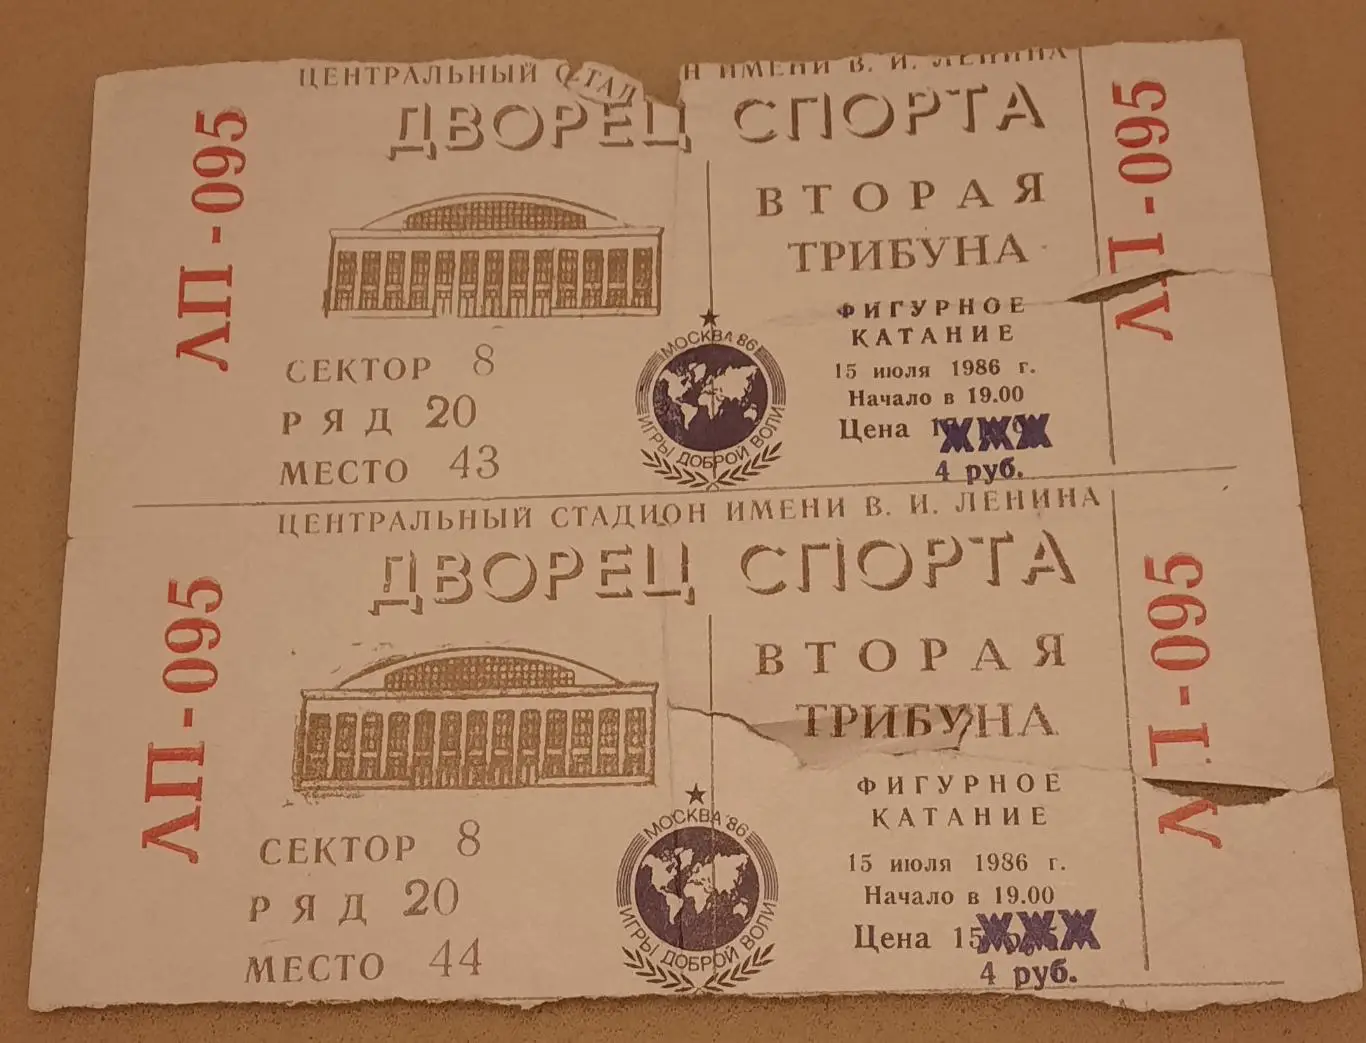 ЦЕНТРАЛЬНЫЙ СТАД Н ИМЕНИ В. И. ЛЕНИНА
ДВОРЕЦ СПОРТА
ЛП-095
ВТОРАЯ
ТРИБУНА
ФИГУРНОЕ
КАТАНИЕ
15 июля 1986 г.
Начало в 19.00
Цена
4 руб.
СЕКТОР 8
РЯД 20
МЕСТО 43
МОСКВА'86
ИГРЫ ДОБРОЙ ВОЛИ
ЛП-095
ЦЕНТРАЛЬНЫЙ СТАДИОН ИМЕНИ В. И. ЛЕНИНА
ДВОРЕЦ СПОРТА
ЛП-095
ВТОРАЯ
ТРИБУНА
ФИГУРНОЕ
КАТАНИЕ
15 июля 1986 г.
Начало в 19.00
Цена 15
4 руб.
СЕКТОР 8
РЯД 20
МЕСТО 44
МОСКВА'86
ИГРЫ ДОБРОЙ ВОЛИ
ЛП-095